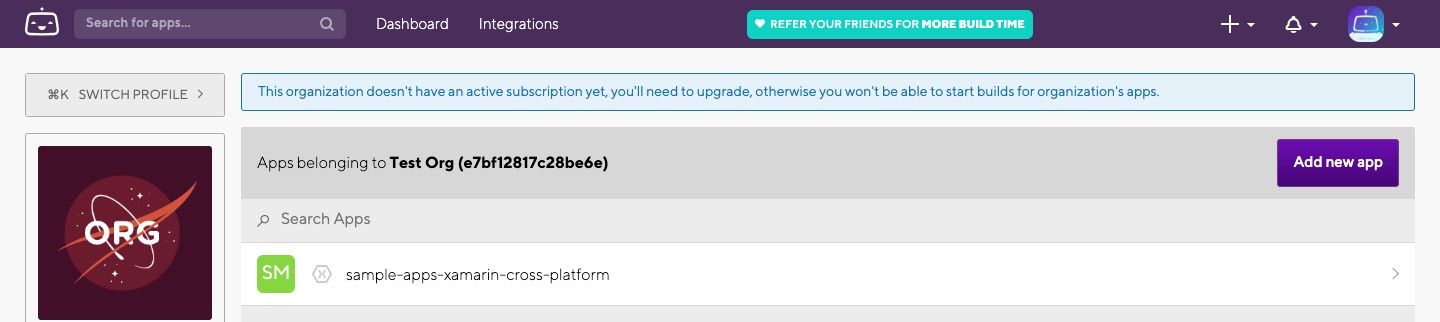 Search for apps...
Dashboard
Integrations
REFER YOUR FRIENDS FOR MORE BUILD TIME
⌘K SWITCH PROFILE
This organization doesn't have an active subscription yet, you'll need to upgrade, otherwise you won't be able to start builds for organization's apps.
Apps belonging to Test Org (e7bf12817c28be6e)
Add new app
Search Apps
ORG
SM
sample-apps-xamarin-cross-platform